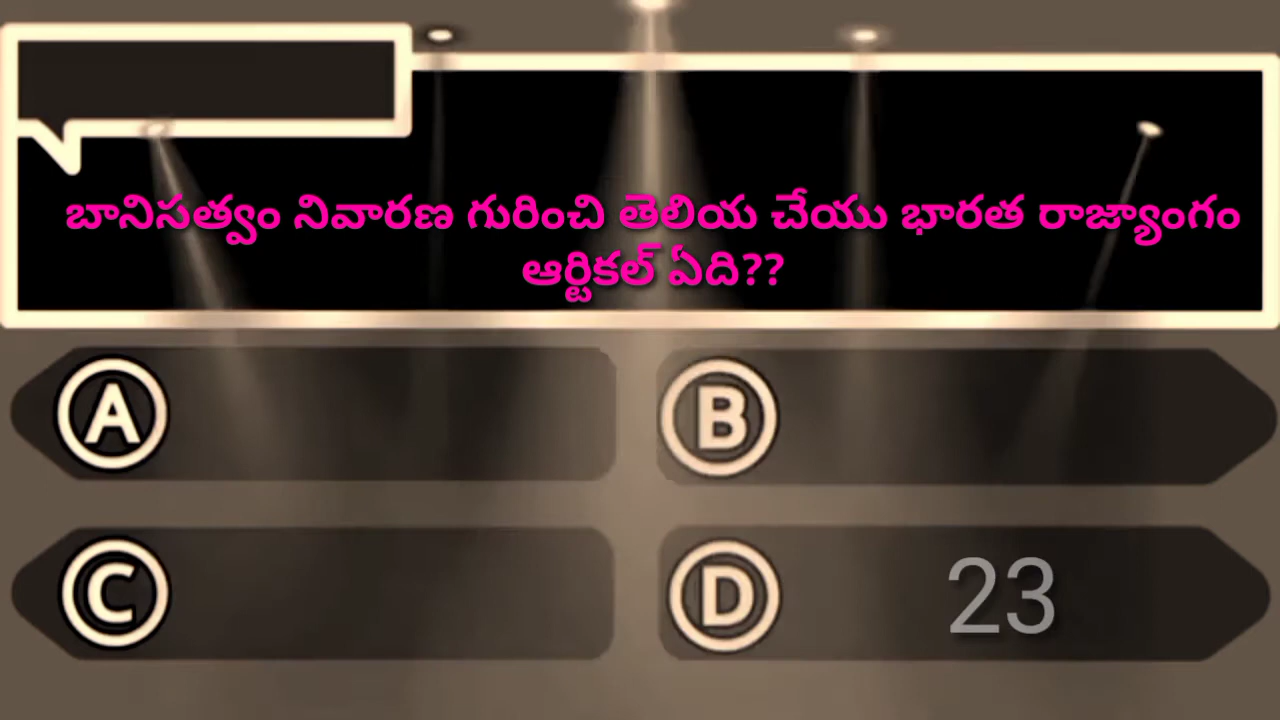 బానిసత్వం నివారణ గురించి తెలియ చేయు భారత రాజ్యాంగం
ఆర్టికల్ ఏది??
A
B
C
D 23